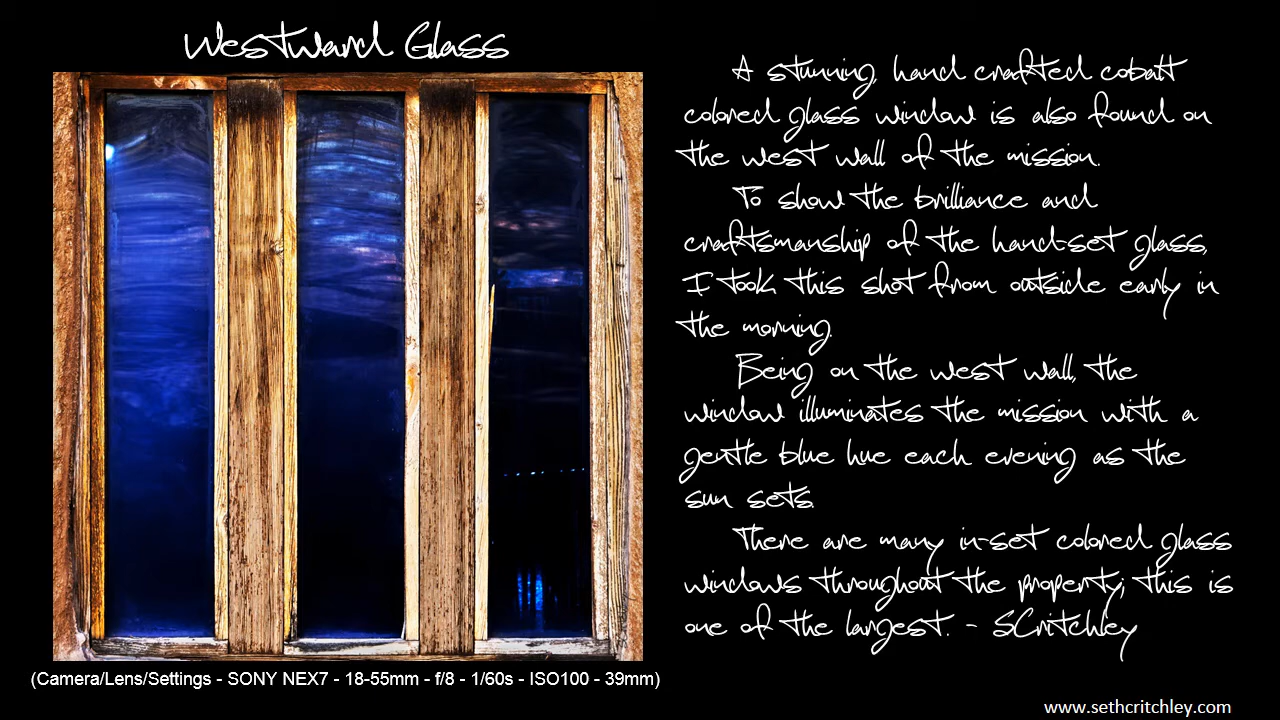 Westward Glass
A stunning, hand crafted cobalt
colored glass window is also found on
the west wall of the mission.
To show the brilliance and
craftsmanship of the hand-set glass,
I took this shot from outside early in
the morning.
Being on the west wall, the
window illuminates the mission with a
gentle blue hue each evening as the
sun sets.
There are many in-set colored glass
windows throughout the property; this is
one of the largest. - SCritchley
(Camera/Lens/Settings - SONY NEX7 - 18-55mm - f/8 - 1/60s - ISO100 - 39mm)
www.sethcritchley.com